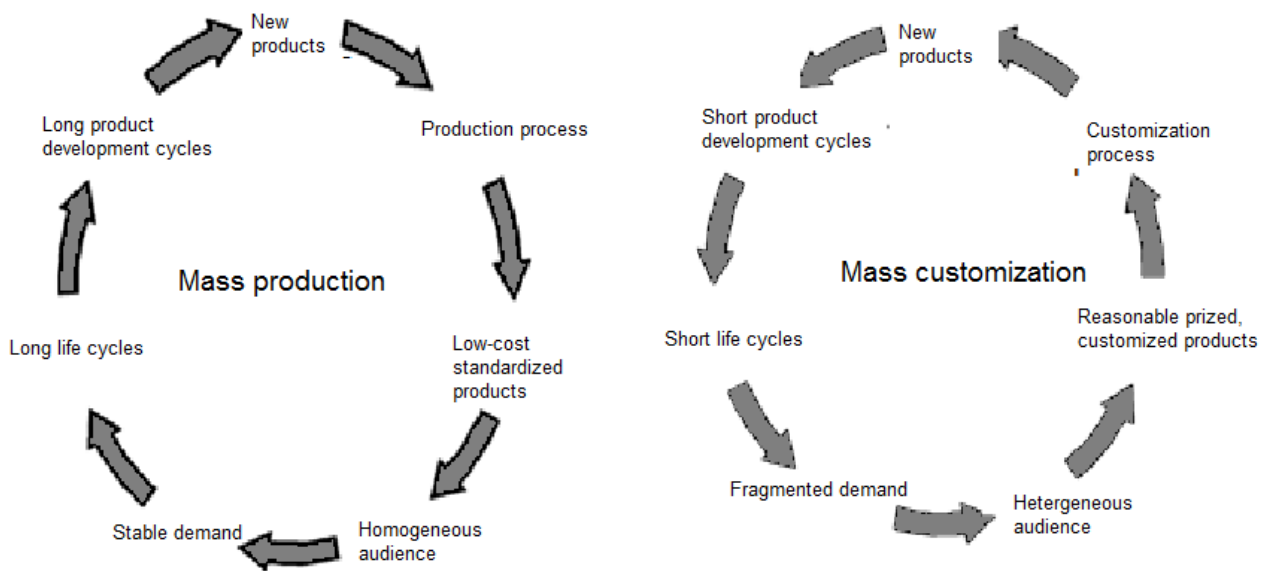 New
products
Production process
Low-cost
standardized
products
Homogeneous
audience
Stable demand
Long life cycles
Long product
development cycles
Mass production
New
products
Short product
development cycles
Short life cycles
Fragmented demand
Hetergeneous
audience
Reasonable prized,
customized products
Customization
process
Mass customization